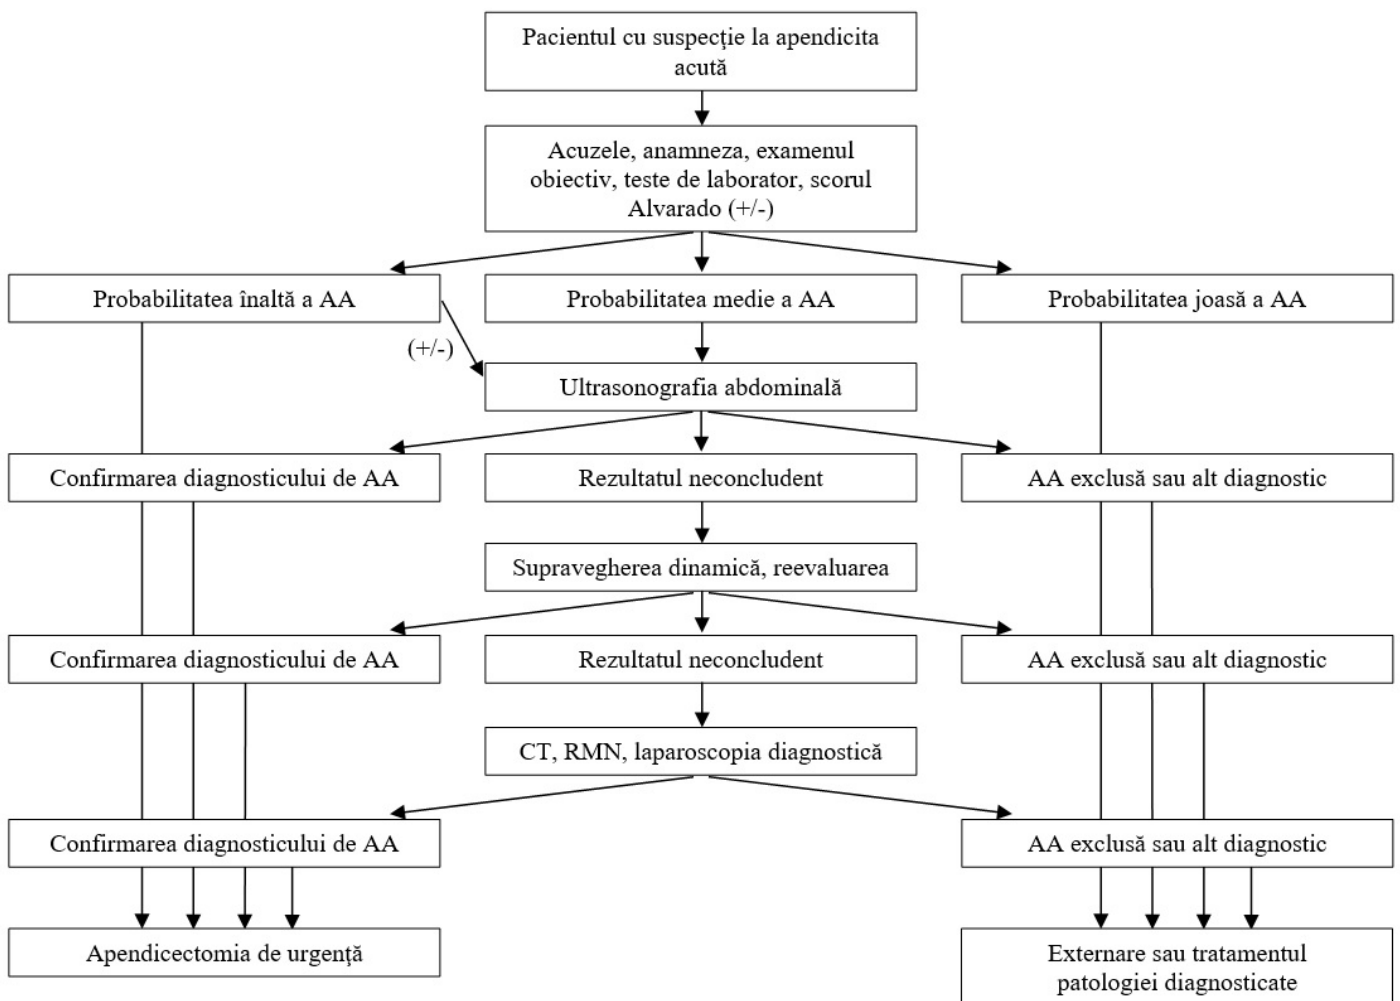 Pacientul cu suspecție la apendicita
acută
Acuzele, anamneza, examenul
obiectiv, teste de laborator, scorul
Alvarado (+/-)
Probabilitatea înaltă a AA
Probabilitatea medie a AA
Probabilitatea joasă a AA
(+/-)
Ultrasonografia abdominală
Confirmarea diagnosticului de AA
Rezultatul neconcludent
AA exclusă sau alt diagnostic
Supravegherea dinamică, reevaluarea
Confirmarea diagnosticului de AA
Rezultatul neconcludent
AA exclusă sau alt diagnostic
CT, RMN, laparoscopia diagnostică
Confirmarea diagnosticului de AA
AA exclusă sau alt diagnostic
Apendicectomia de urgenţă
Externare sau tratamentul
patologiei diagnosticate